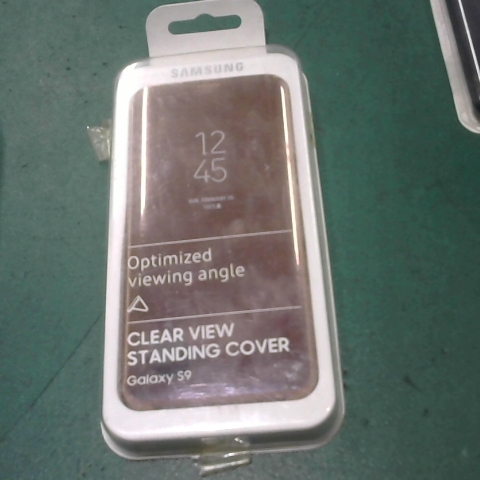 SAMSUNG
12
45
Optimized
viewing angle
CLEAR VIEW
STANDING COVER
Galaxy S9